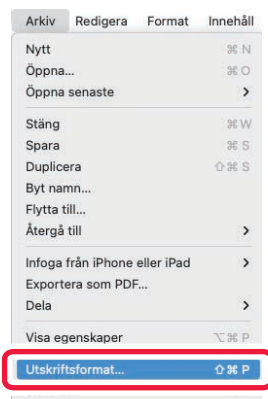 Arkiv Redigera Format Innehåll
Nytt ⌘ N
Öppna... ⌘ O
Öppna senaste >
Stäng ⌘ W
Spara ⌘ S
Duplicera ⇧ ⌘ S
Byt namn...
Flytta till...
Återgå till >
Infoga från iPhone eller iPad >
Exportera som PDF...
Dela >
Visa egenskaper ⌥ ⌘ P
Utskriftsformat... ⇧ ⌘ P